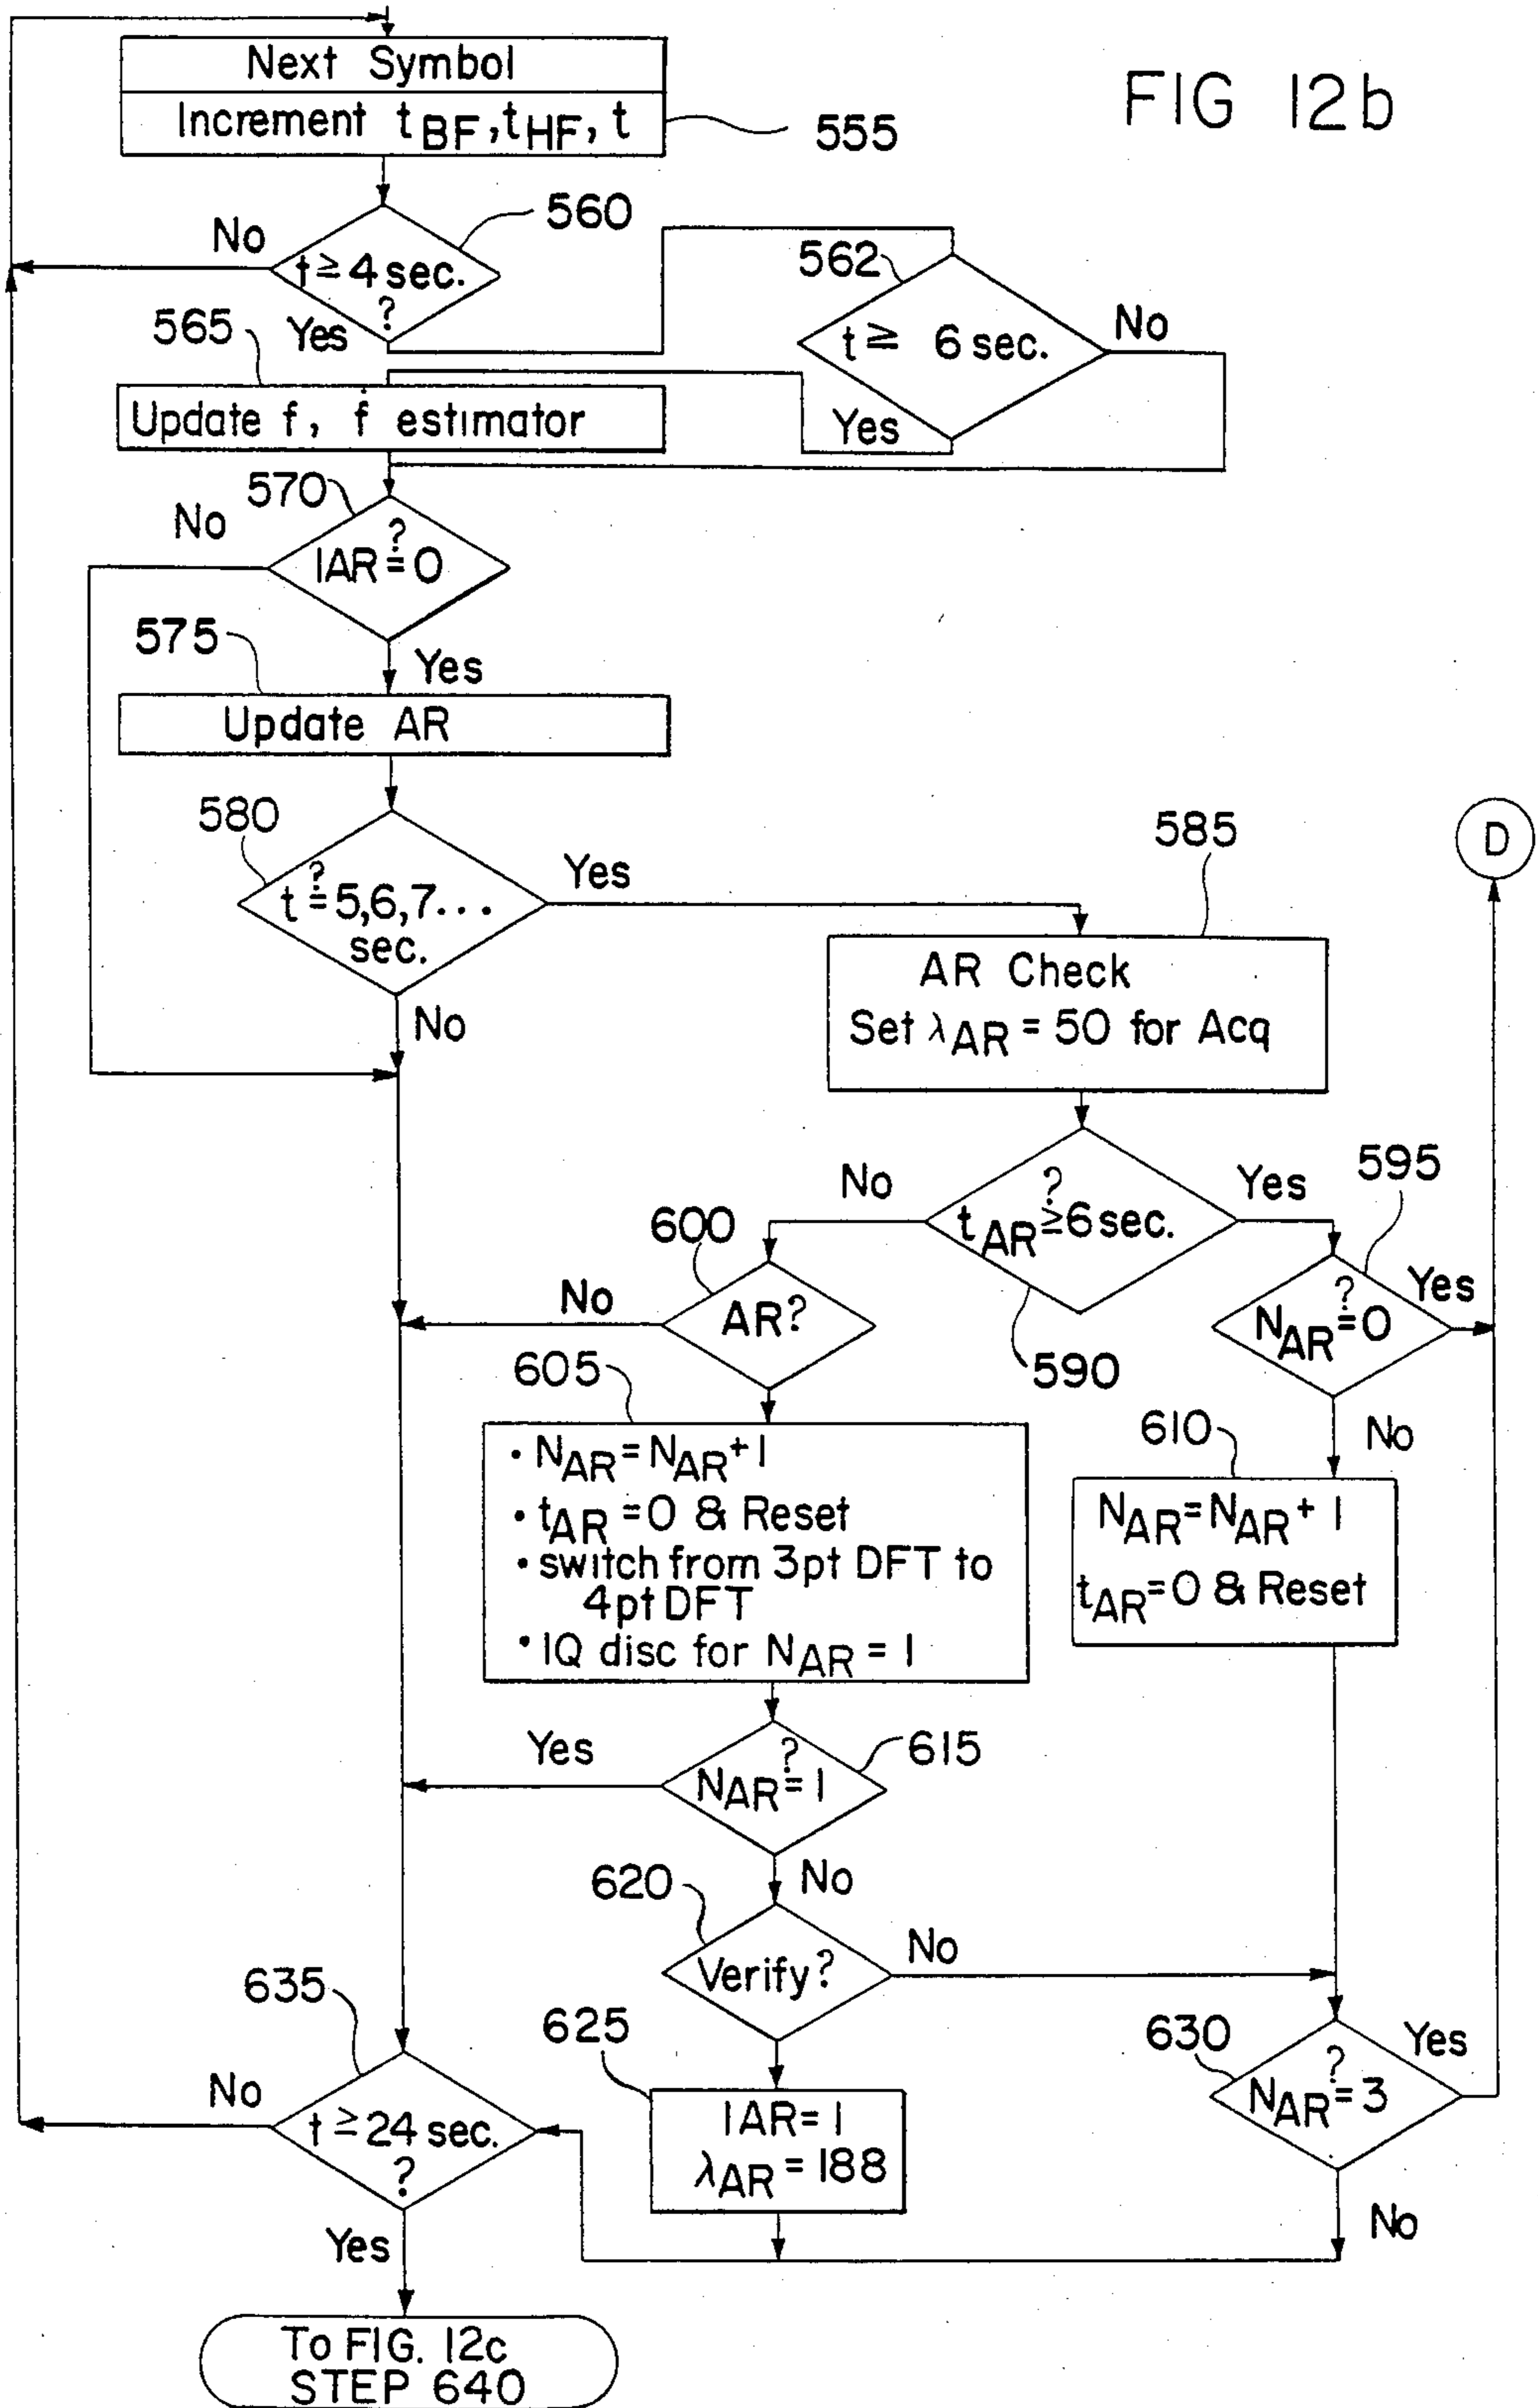 FIG 12b
Next Symbol
Increment tBF, tHF, t
555
560
No
t ≥ 4 sec.
?
Yes
562
t ≥ 6 sec.
No
Yes
565
Update f, ḟ estimator
570
No
?
IAR = 0
Yes
575
Update AR
580
?
t = 5,6,7...
sec.
Yes
No
585
D
AR Check
Set λAR = 50 for Acq
590
No
?
tAR ≥ 6 sec.
Yes
595
?
NAR = 0
Yes
No
600
AR?
No
605
• NAR = NAR + 1
• tAR = 0 & Reset
• switch from 3pt DFT to
4pt DFT
• IQ disc for NAR = 1
610
NAR = NAR + 1
tAR = 0 & Reset
615
Yes
?
NAR = 1
No
620
Verify?
No
625
IAR = 1
λAR = 188
630
?
NAR = 3
Yes
No
635
No
t ≥ 24 sec.
?
Yes
To FIG. 12c
STEP 640